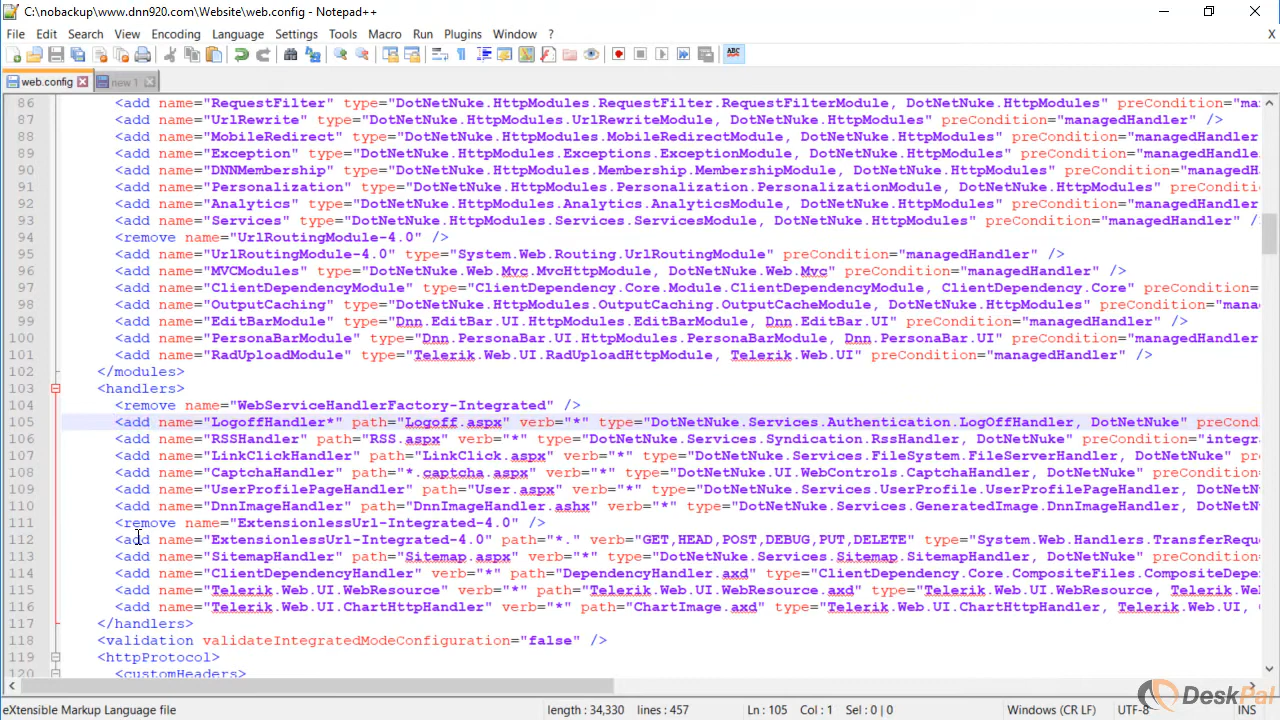 C:\nobackup\www.dnn920.com\Website\web.config - Notepad++
File Edit Search View Encoding Language Settings Tools Macro Run Plugins Window ? X
web.config new 1
86 <add name="RequestFilter" type="DotNetNuke.HttpModules.RequestFilter.RequestFilterModule, DotNetNuke.HttpModules" preCondition="ma
87 <add name="UrlRewrite" type="DotNetNuke.HttpModules.UrlRewriteModule, DotNetNuke.HttpModules" preCondition="managedHandler" />
88 <add name="MobileRedirect" type="DotNetNuke.HttpModules.MobileRedirectModule, DotNetNuke.HttpModules" preCondition="managedHandler
89 <add name="Exception" type="DotNetNuke.HttpModules.Exceptions.ExceptionModule, DotNetNuke.HttpModules" preCondition="managedHandle
90 <add name="DNNMembership" type="DotNetNuke.HttpModules.Membership.MembershipModule, DotNetNuke.HttpModules" preCondition="managedH
91 <add name="Personalization" type="DotNetNuke.HttpModules.Personalization.PersonalizationModule, DotNetNuke.HttpModules" preConditi
92 <add name="Analytics" type="DotNetNuke.HttpModules.Analytics.AnalyticsModule, DotNetNuke.HttpModules" preCondition="managedHandler
93 <add name="Services" type="DotNetNuke.HttpModules.Services.ServicesModule, DotNetNuke.HttpModules" preCondition="managedHandler" /
94 <remove name="UrlRoutingModule-4.0" />
95 <add name="UrlRoutingModule-4.0" type="System.Web.Routing.UrlRoutingModule" preCondition="managedHandler" />
96 <add name="MVCModules" type="DotNetNuke.Web.Mvc.MvcHttpModule, DotNetNuke.Web.Mvc" preCondition="managedHandler" />
97 <add name="ClientDependencyModule" type="ClientDependency.Core.Module.ClientDependencyModule, ClientDependency.Core" preCondition=
98 <add name="OutputCaching" type="DotNetNuke.HttpModules.OutputCaching.OutputCacheModule, DotNetNuke.HttpModules" preCondition="mana
99 <add name="EditBarModule" type="Dnn.EditBar.UI.HttpModules.EditBarModule, Dnn.EditBar.UI" preCondition="managedHandler" />
100 <add name="PersonaBarModule" type="Dnn.PersonaBar.UI.HttpModules.PersonaBarModule, Dnn.PersonaBar.UI" preCondition="managedHandler
101 <add name="RadUploadModule" type="Telerik.Web.UI.RadUploadHttpModule, Telerik.Web.UI" preCondition="managedHandler" />
102 </modules>
103 <handlers>
104 <remove name="WebServiceHandlerFactory-Integrated" />
105 <add name="LogoffHandler*" path="Logoff.aspx" verb="*" type="DotNetNuke.Services.Authentication.LogOffHandler, DotNetNuke" preCond
106 <add name="RSSHandler" path="RSS.aspx" verb="*" type="DotNetNuke.Services.Syndication.RssHandler, DotNetNuke" preCondition="integr
107 <add name="LinkClickHandler" path="LinkClick.aspx" verb="*" type="DotNetNuke.Services.FileSystem.FileServerHandler, DotNetNuke" pr
108 <add name="CaptchaHandler" path="*.captcha.aspx" verb="*" type="DotNetNuke.UI.WebControls.CaptchaHandler, DotNetNuke" preCondition
109 <add name="UserProfilePageHandler" path="User.aspx" verb="*" type="DotNetNuke.Services.UserProfile.UserProfilePageHandler, DotNetN
110 <add name="DnnImageHandler" path="DnnImageHandler.ashx" verb="*" type="DotNetNuke.Services.GeneratedImage.DnnImageHandler, DotNetN
111 <remove name="ExtensionlessUrl-Integrated-4.0" />
112 <add name="ExtensionlessUrl-Integrated-4.0" path="*." verb="GET,HEAD,POST,DEBUG,PUT,DELETE" type="System.Web.Handlers.TransferRequ
113 <add name="SitemapHandler" path="Sitemap.aspx" verb="*" type="DotNetNuke.Services.Sitemap.SitemapHandler, DotNetNuke" preCondition
114 <add name="ClientDependencyHandler" verb="*" path="DependencyHandler.axd" type="ClientDependency.Core.CompositeFiles.CompositeDepe
115 <add name="Telerik.Web.UI.WebResource" verb="*" path="Telerik.Web.UI.WebResource.axd" type="Telerik.Web.UI.WebResource, Telerik.We
116 <add name="Telerik.Web.UI.ChartHttpHandler" verb="*" path="ChartImage.axd" type="Telerik.Web.UI.ChartHttpHandler, Telerik.Web.UI,
117 </handlers>
118 <validation validateIntegratedModeConfiguration="false" />
119 <httpProtocol>
120 <customHeaders>
DeskPal
eXtensible Markup Language file length : 34,330 lines : 457 Ln : 105 Col : 1 Sel : 0 | 0 Windows (CR LF) UTF-8 INS